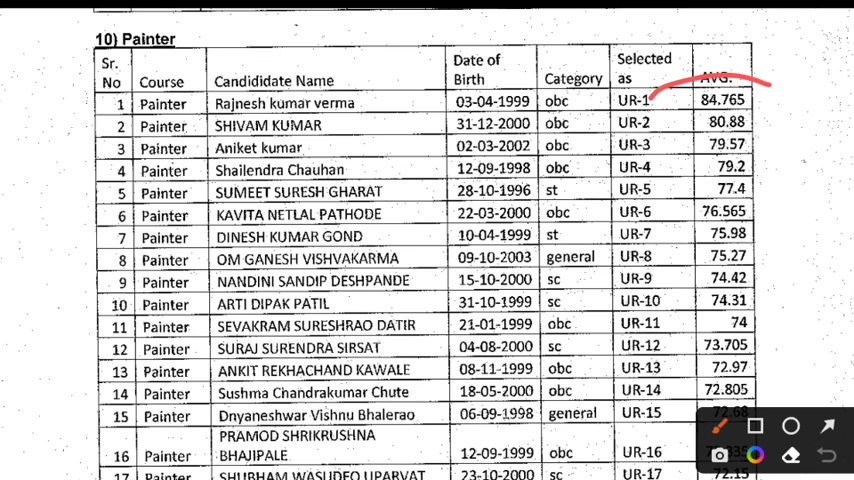 10) Painter
Sr. No Course Candididate Name Date of Birth Category Selected as AVG.
1 Painter Rajnesh kumar verma 03-04-1999 obc UR-1 84.765
2 Painter SHIVAM KUMAR 31-12-2000 obc UR-2 80.88
3 Painter Aniket kumar 02-03-2002 obc UR-3 79.57
4 Painter Shailendra Chauhan 12-09-1998 obc UR-4 79.2
5 Painter SUMEET SURESH GHARAT 28-10-1996 st UR-5 77.4
6 Painter KAVITA NETLAL PATHODE 22-03-2000 obc UR-6 76.565
7 Painter DINESH KUMAR GOND 10-04-1999 st UR-7 75.98
8 Painter OM GANESH VISHVAKARMA 09-10-2003 general UR-8 75.27
9 Painter NANDINI SANDIP DESHPANDE 15-10-2000 sc UR-9 74.42
10 Painter ARTI DIPAK PATIL 31-10-1999 sc UR-10 74.31
11 Painter SEVAKRAM SURESHRAO DATIR 21-01-1999 obc UR-11 74
12 Painter SURAJ SURENDRA SIRSAT 04-08-2000 sc UR-12 73.705
13 Painter ANKIT REKHACHAND KAWALE 08-11-1999 obc UR-13 72.97
14 Painter Sushma Chandrakumar Chute 18-05-2000 obc UR-14 72.805
15 Painter Dnyaneshwar Vishnu Bhalerao 06-09-1998 general UR-15 72.68
16 Painter PRAMOD SHRIKRUSHNA BHAJIPALE 12-09-1999 obc UR-16
17 Painter SHUBHAM WASUDEO UPARVAT 23-10-2000 sc UR-17 72.15